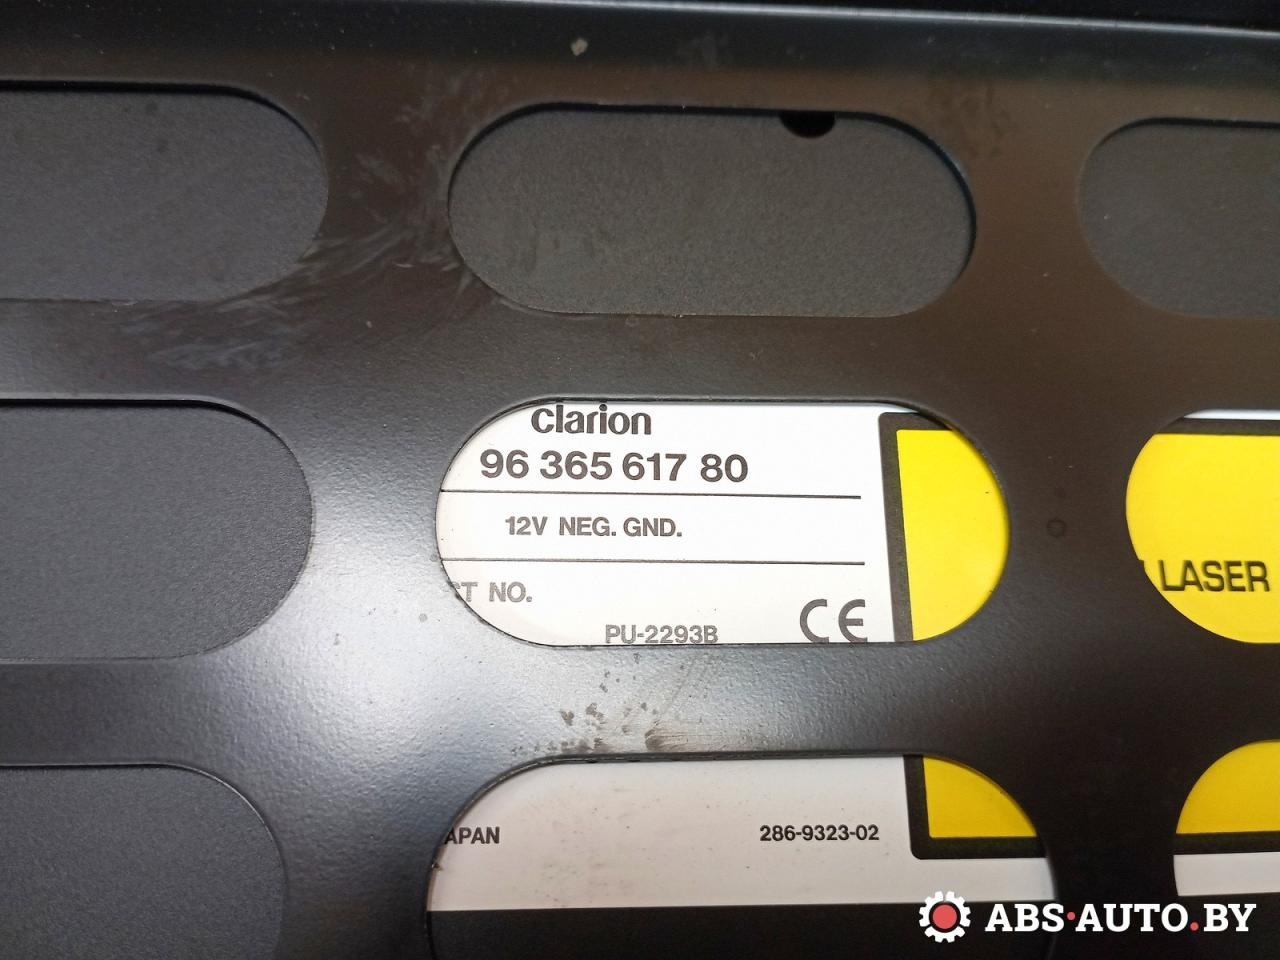 clarion
96 365 617 80
12V NEG. GND.
NO.
PU-2293B
CE
LASER
286-9323-02
ABS·AUTO.BY